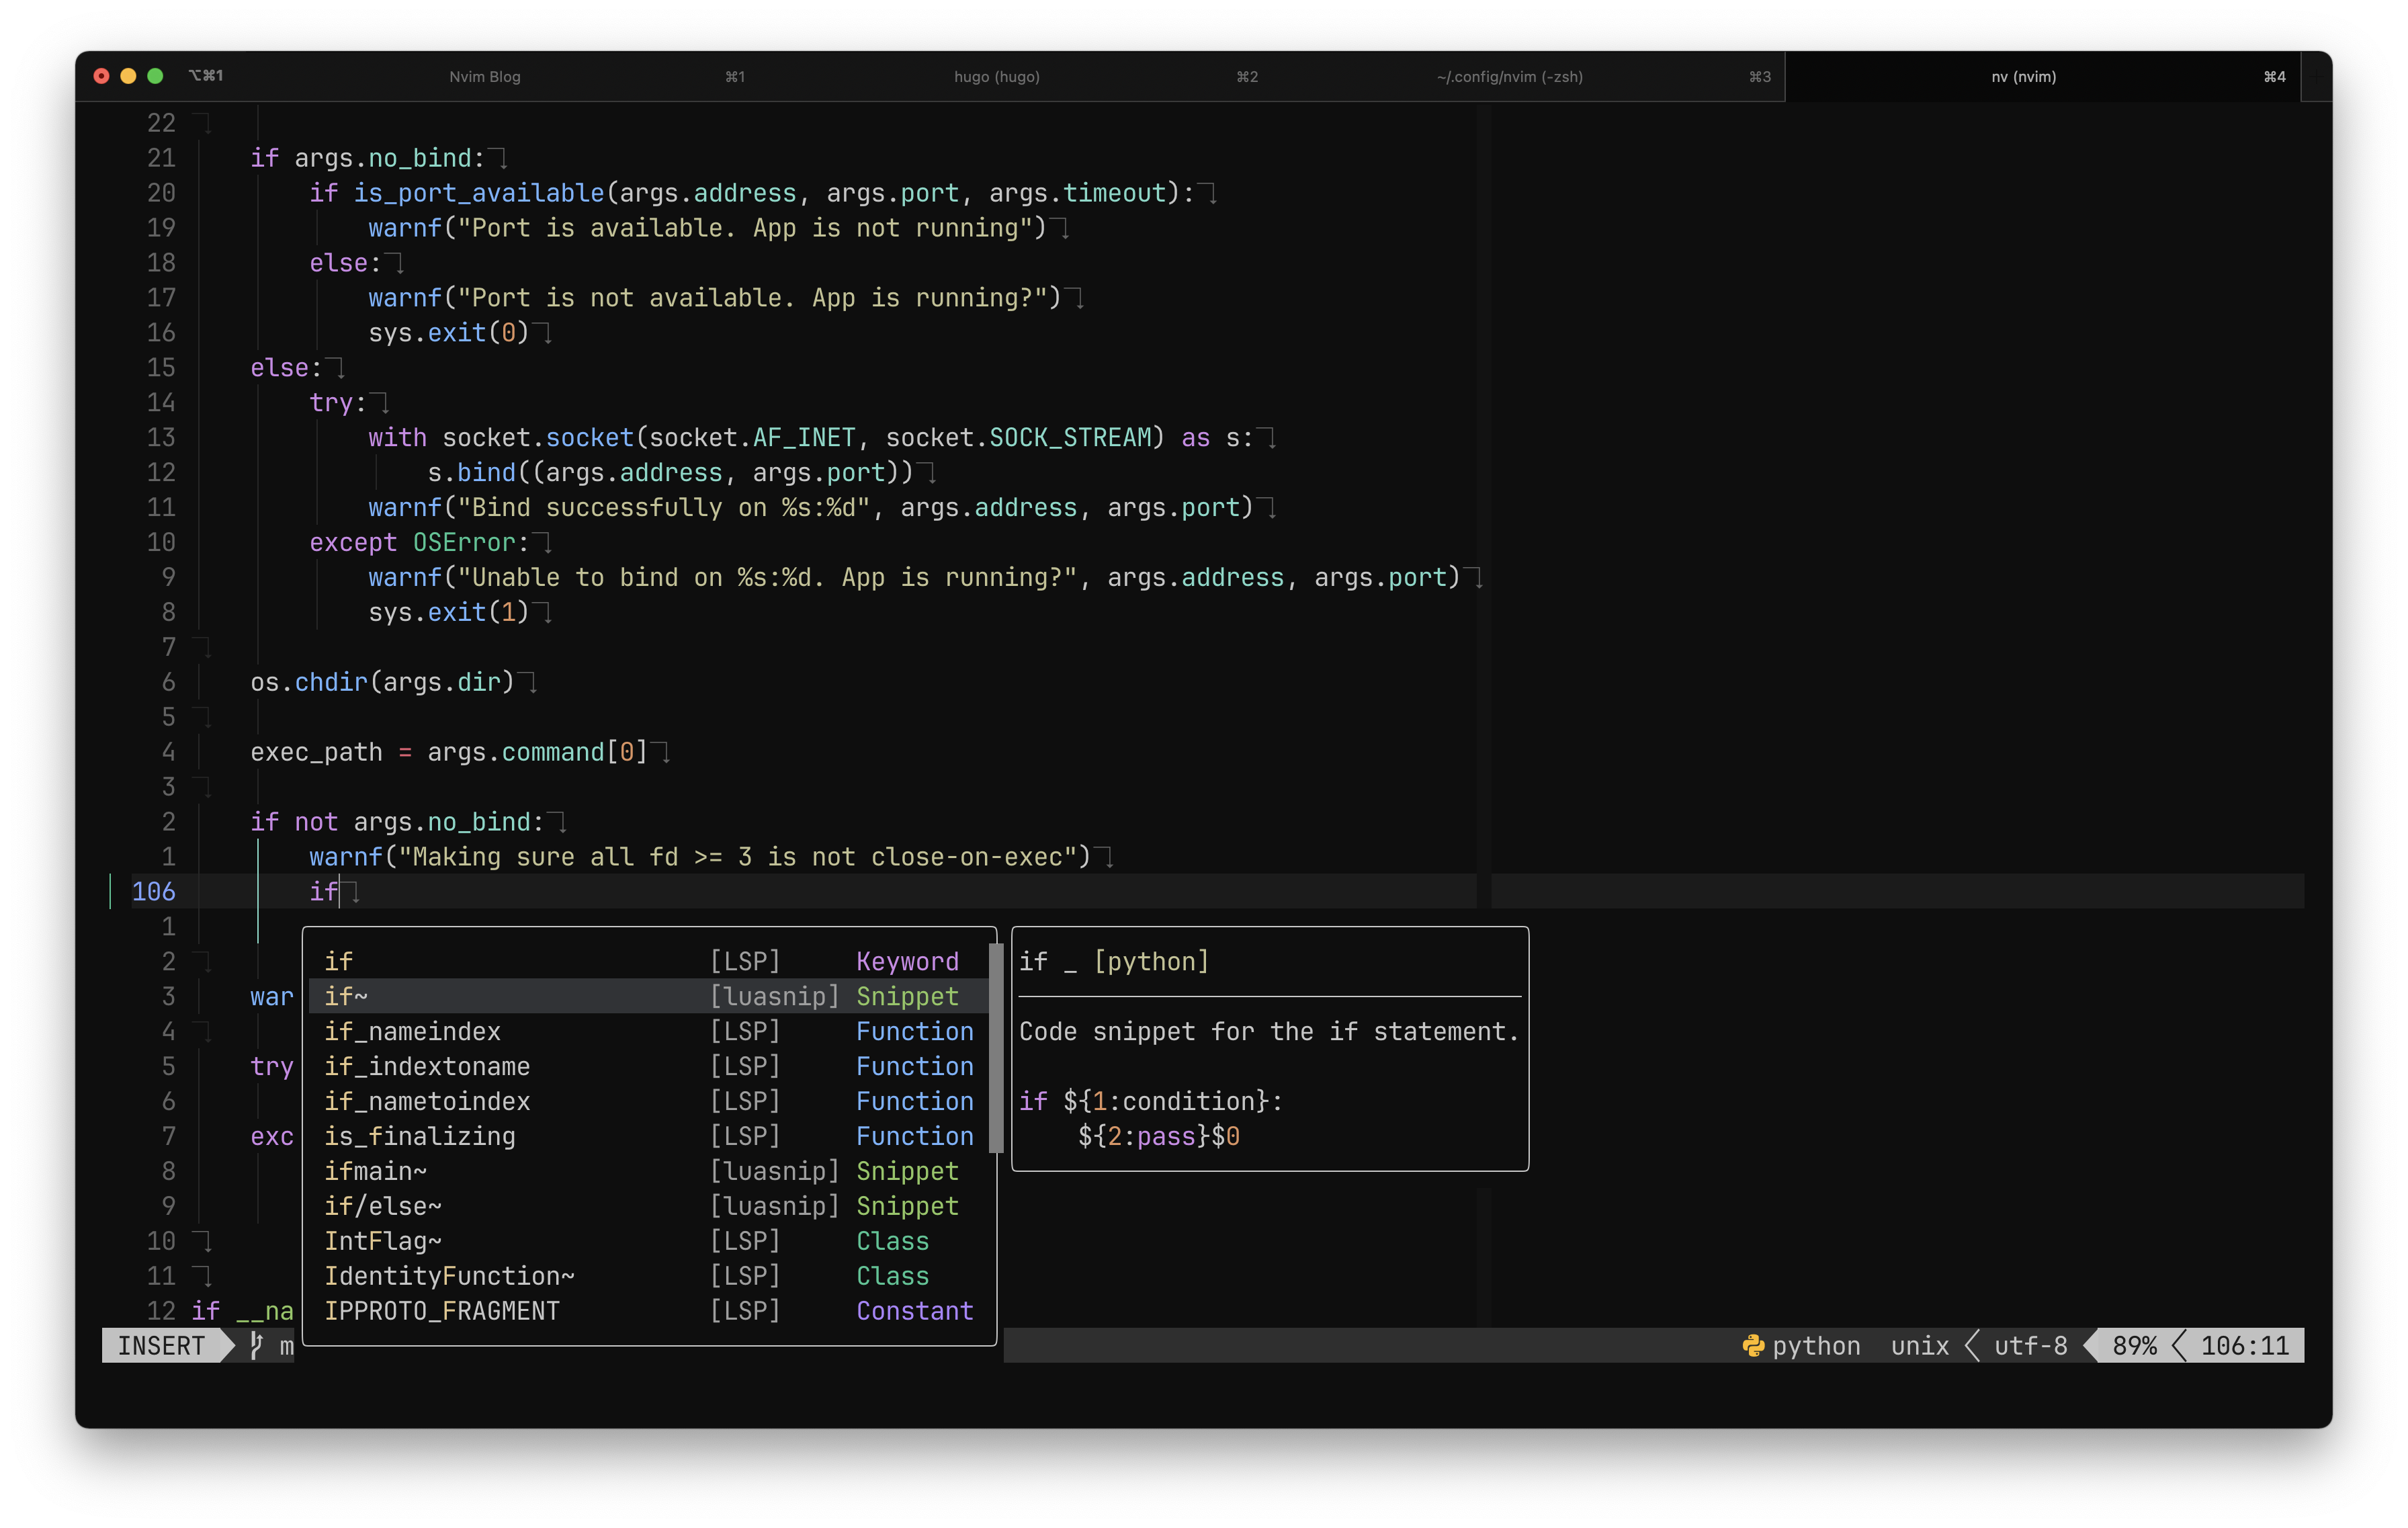 ⌥⌘1 Nvim Blog ⌘1 hugo (hugo) ⌘2 ~/.config/nvim (-zsh) ⌘3 nv (nvim) ⌘4
22
21 if args.no_bind:
20 if is_port_available(args.address, args.port, args.timeout):
19 warnf("Port is available. App is not running")
18 else:
17 warnf("Port is not available. App is running?")
16 sys.exit(0)
15 else:
14 try:
13 with socket.socket(socket.AF_INET, socket.SOCK_STREAM) as s:
12 s.bind((args.address, args.port))
11 warnf("Bind successfully on %s:%d", args.address, args.port)
10 except OSError:
9 warnf("Unable to bind on %s:%d. App is running?", args.address, args.port)
8 sys.exit(1)
7
6 os.chdir(args.dir)
5
4 exec_path = args.command[0]
3
2 if not args.no_bind:
1 warnf("Making sure all fd >= 3 is not close-on-exec")
106 if
1
2 if [LSP] Keyword if _ [python]
3 war if~ [luasnip] Snippet
4 if_nameindex [LSP] Function Code snippet for the if statement.
5 try if_indextoname [LSP] Function
6 if_nametoindex [LSP] Function if ${1:condition}:
7 exc is_finalizing [LSP] Function ${2:pass}$0
8 ifmain~ [luasnip] Snippet
9 if/else~ [luasnip] Snippet
10 IntFlag~ [LSP] Class
11 IdentityFunction~ [LSP] Class
12 if __na IPPROTO_FRAGMENT [LSP] Constant
INSERT m python unix utf-8 89% 106:11